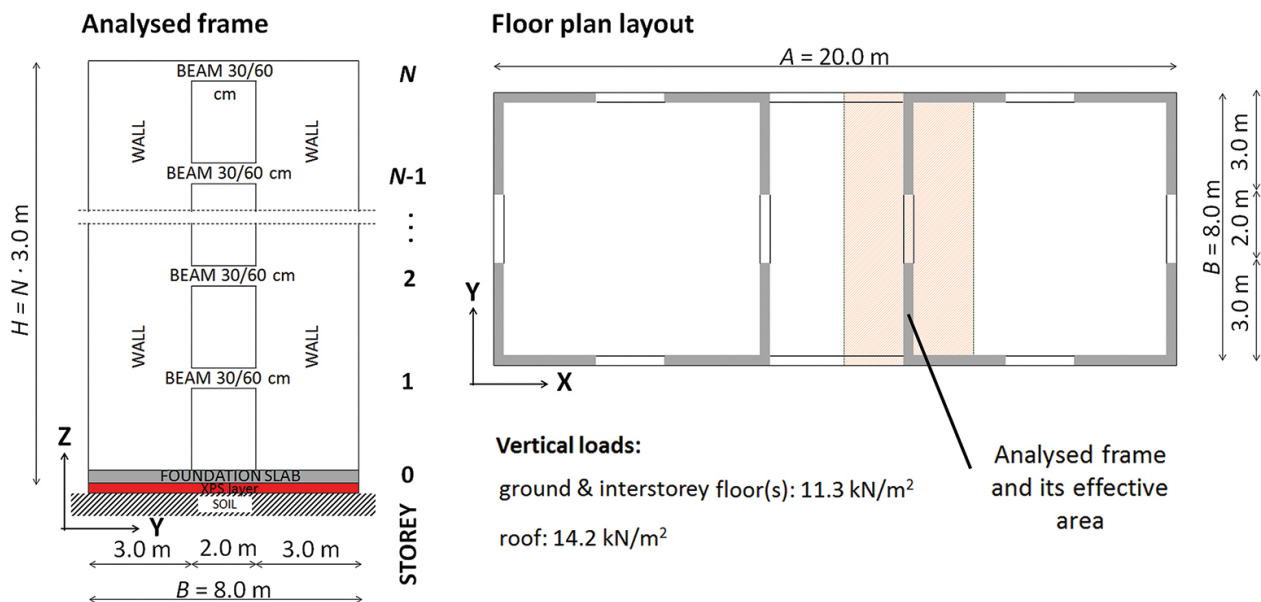 Analysed frame
BEAM 30/60
cm
WALL
WALL
BEAM 30/60 cm
BEAM 30/60 cm
WALL
WALL
BEAM 30/60 cm
FOUNDATION SLAB
XPS layer
SOIL
H = N · 3.0 m
Z
Y
3.0 m 2.0 m 3.0 m
B = 8.0 m
N
N-1
⋮
2
1
0
STOREY
Floor plan layout
A = 20.0 m
B = 8.0 m
3.0 m
2.0 m
3.0 m
Y
X
Vertical loads:
ground & interstorey floor(s): 11.3 kN/m²
roof: 14.2 kN/m²
Analysed frame
and its effective
area